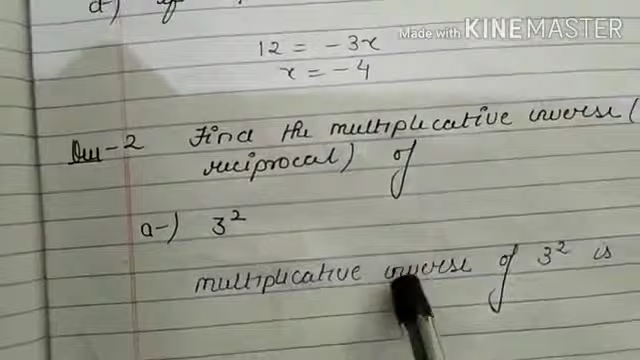 Made with KINEMASTER
12 = -3x
x = -4
Qu-2 Find the multiplicative inverse (
reciprocal) of
a-) 3²
multiplicative inverse of 3² is